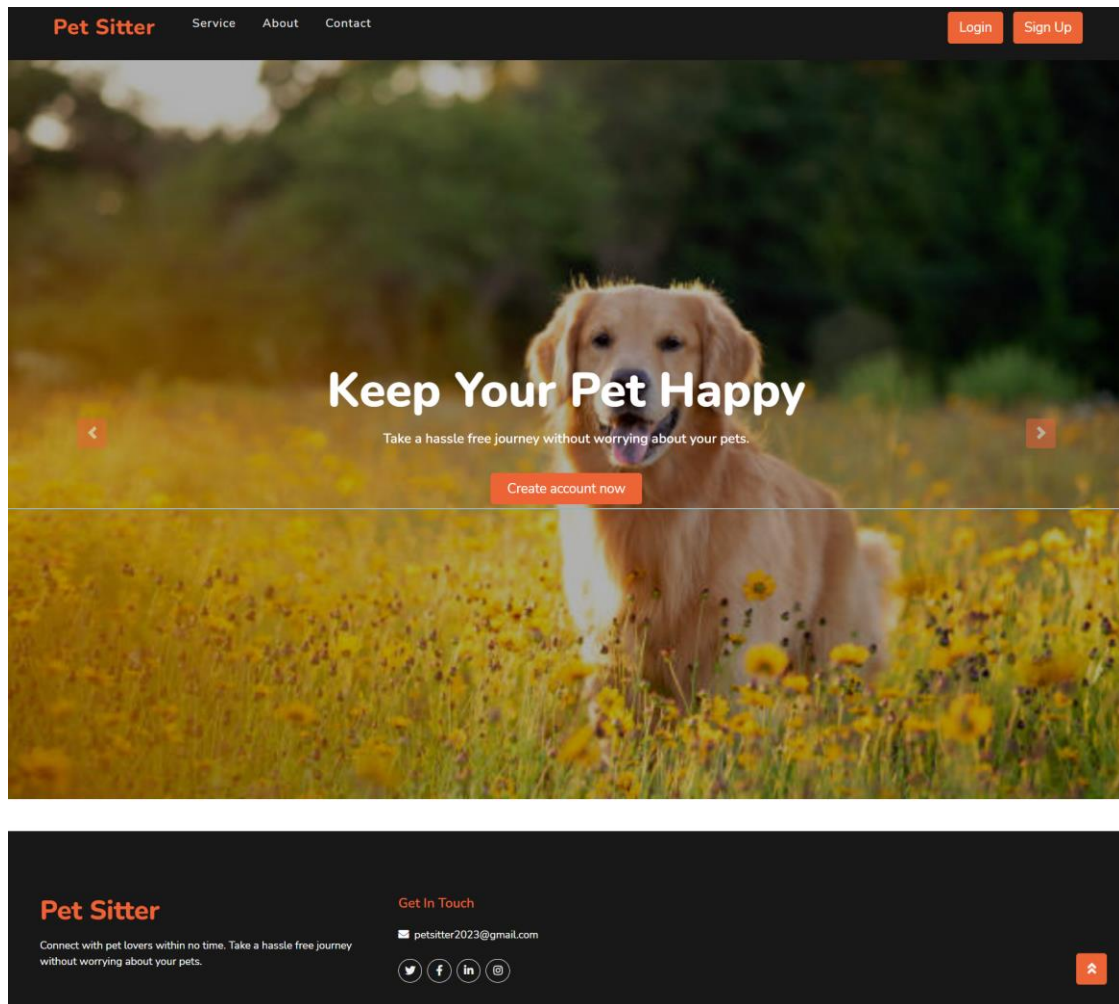 Pet Sitter
Service About Contact
Login Sign Up
Keep Your Pet Happy
Take a hassle free journey without worrying about your pets.
Create account now
Pet Sitter
Connect with pet lovers within no time. Take a hassle free journey
without worrying about your pets.
Get In Touch
petsitter2023@gmail.com